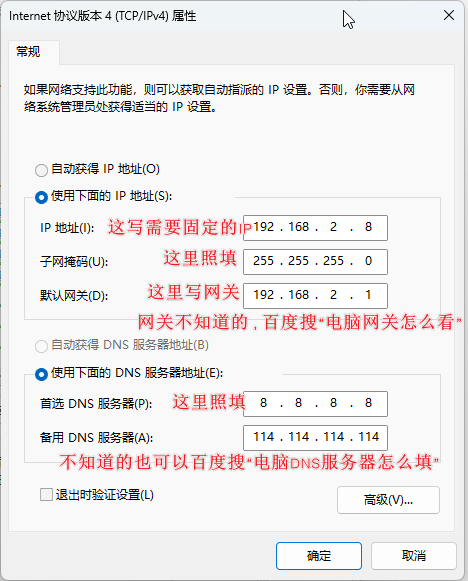 Internet 协议版本 4 (TCP/IPv4) 属性
常规
如果网络支持此功能，则可以获取自动指派的 IP 设置。否则，你需要从网
络系统管理员处获得适当的 IP 设置。
自动获得 IP 地址(O)
使用下面的 IP 地址(S):
IP 地址(I): 这写需要固定的IP 192 . 168 . 2 . 8
子网掩码(U): 这里照填 255 . 255 . 255 . 0
默认网关(D): 这里写网关 192 . 168 . 2 . 1
网关不知道的，百度搜“电脑网关怎么看”
自动获得 DNS 服务器地址(B)
使用下面的 DNS 服务器地址(E):
首选 DNS 服务器(P): 这里照填 8 . 8 . 8 . 8
备用 DNS 服务器(A): 114 . 114 . 114 . 114
不知道的也可以百度搜“电脑DNS服务器怎么填”
退出时验证设置(L)
高级(V)...
确定 取消